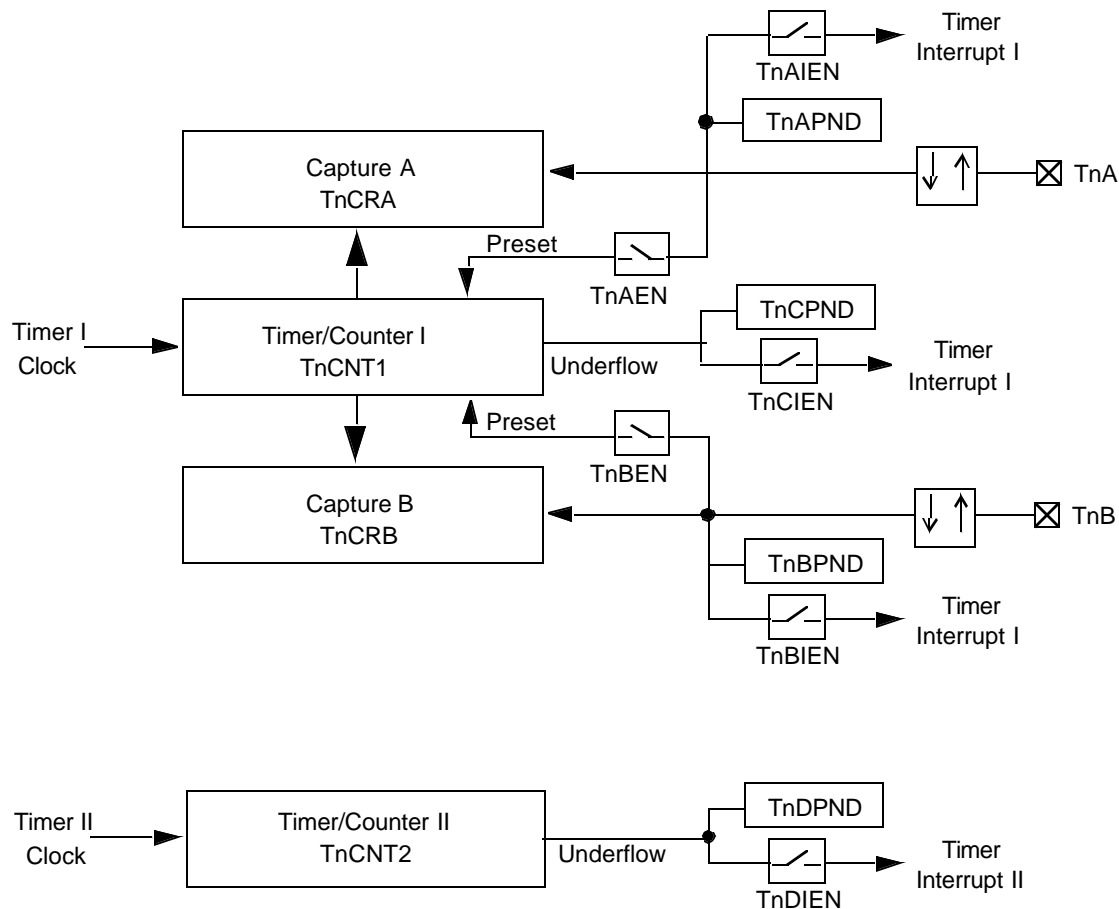 Timer
Interrupt I
TnAIEN
TnAPND
Capture A
TnCRA
TnA
Preset
TnAEN
TnCPND
Timer I
Clock
Timer/Counter I
TnCNT1
Underflow
Timer
Interrupt I
TnCIEN
Preset
TnBEN
Capture B
TnCRB
TnB
TnBPND
Timer
Interrupt I
TnBIEN
TnDPND
Timer II
Clock
Timer/Counter II
TnCNT2
Underflow
Timer
Interrupt II
TnDIEN